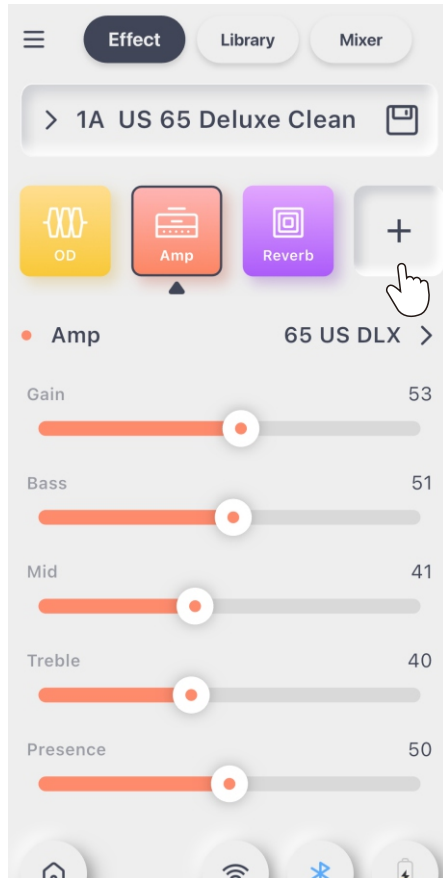 Effect Library Mixer
1A US 65 Deluxe Clean
OD Amp Reverb
Amp 65 US DLX
Gain 53
Bass 51
Mid 41
Treble 40
Presence 50